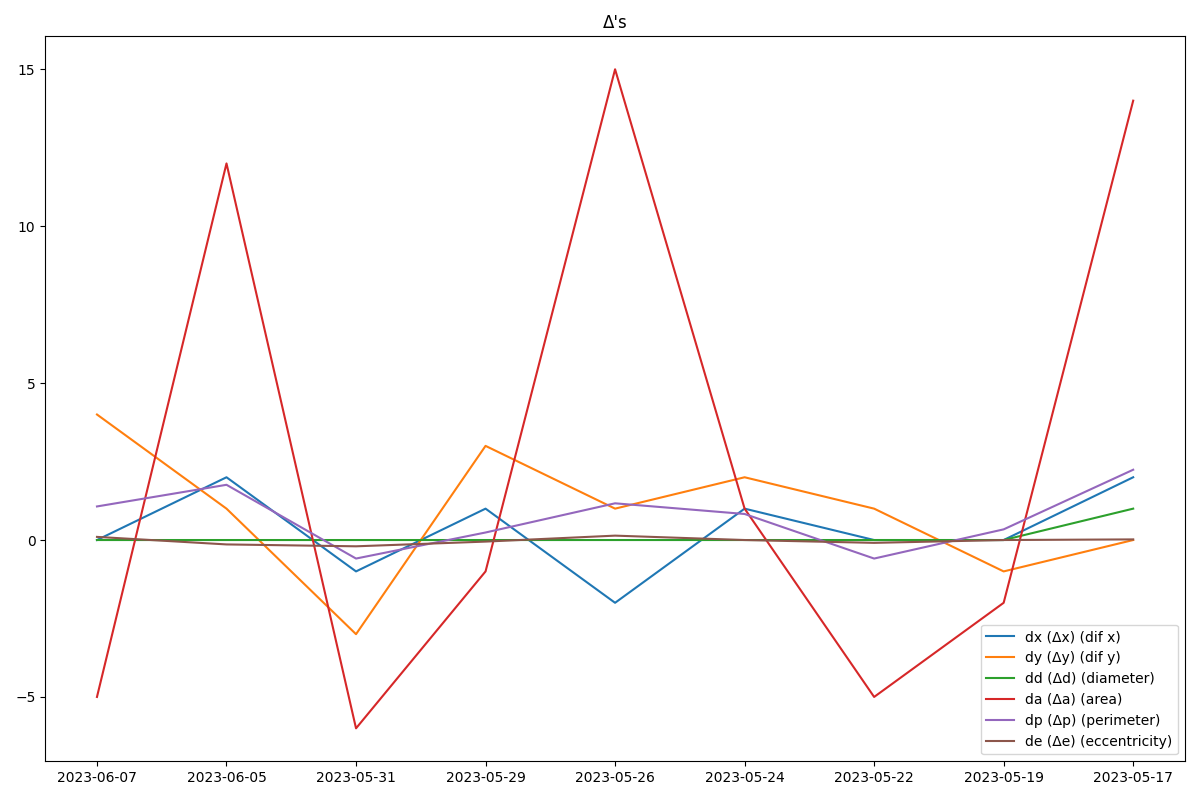 Δ's
15
10
5
0
−5
2023-06-07 2023-06-05 2023-05-31 2023-05-29 2023-05-26 2023-05-24 2023-05-22 2023-05-19 2023-05-17
dx (Δx) (dif x)
dy (Δy) (dif y)
dd (Δd) (diameter)
da (Δa) (area)
dp (Δp) (perimeter)
de (Δe) (eccentricity)